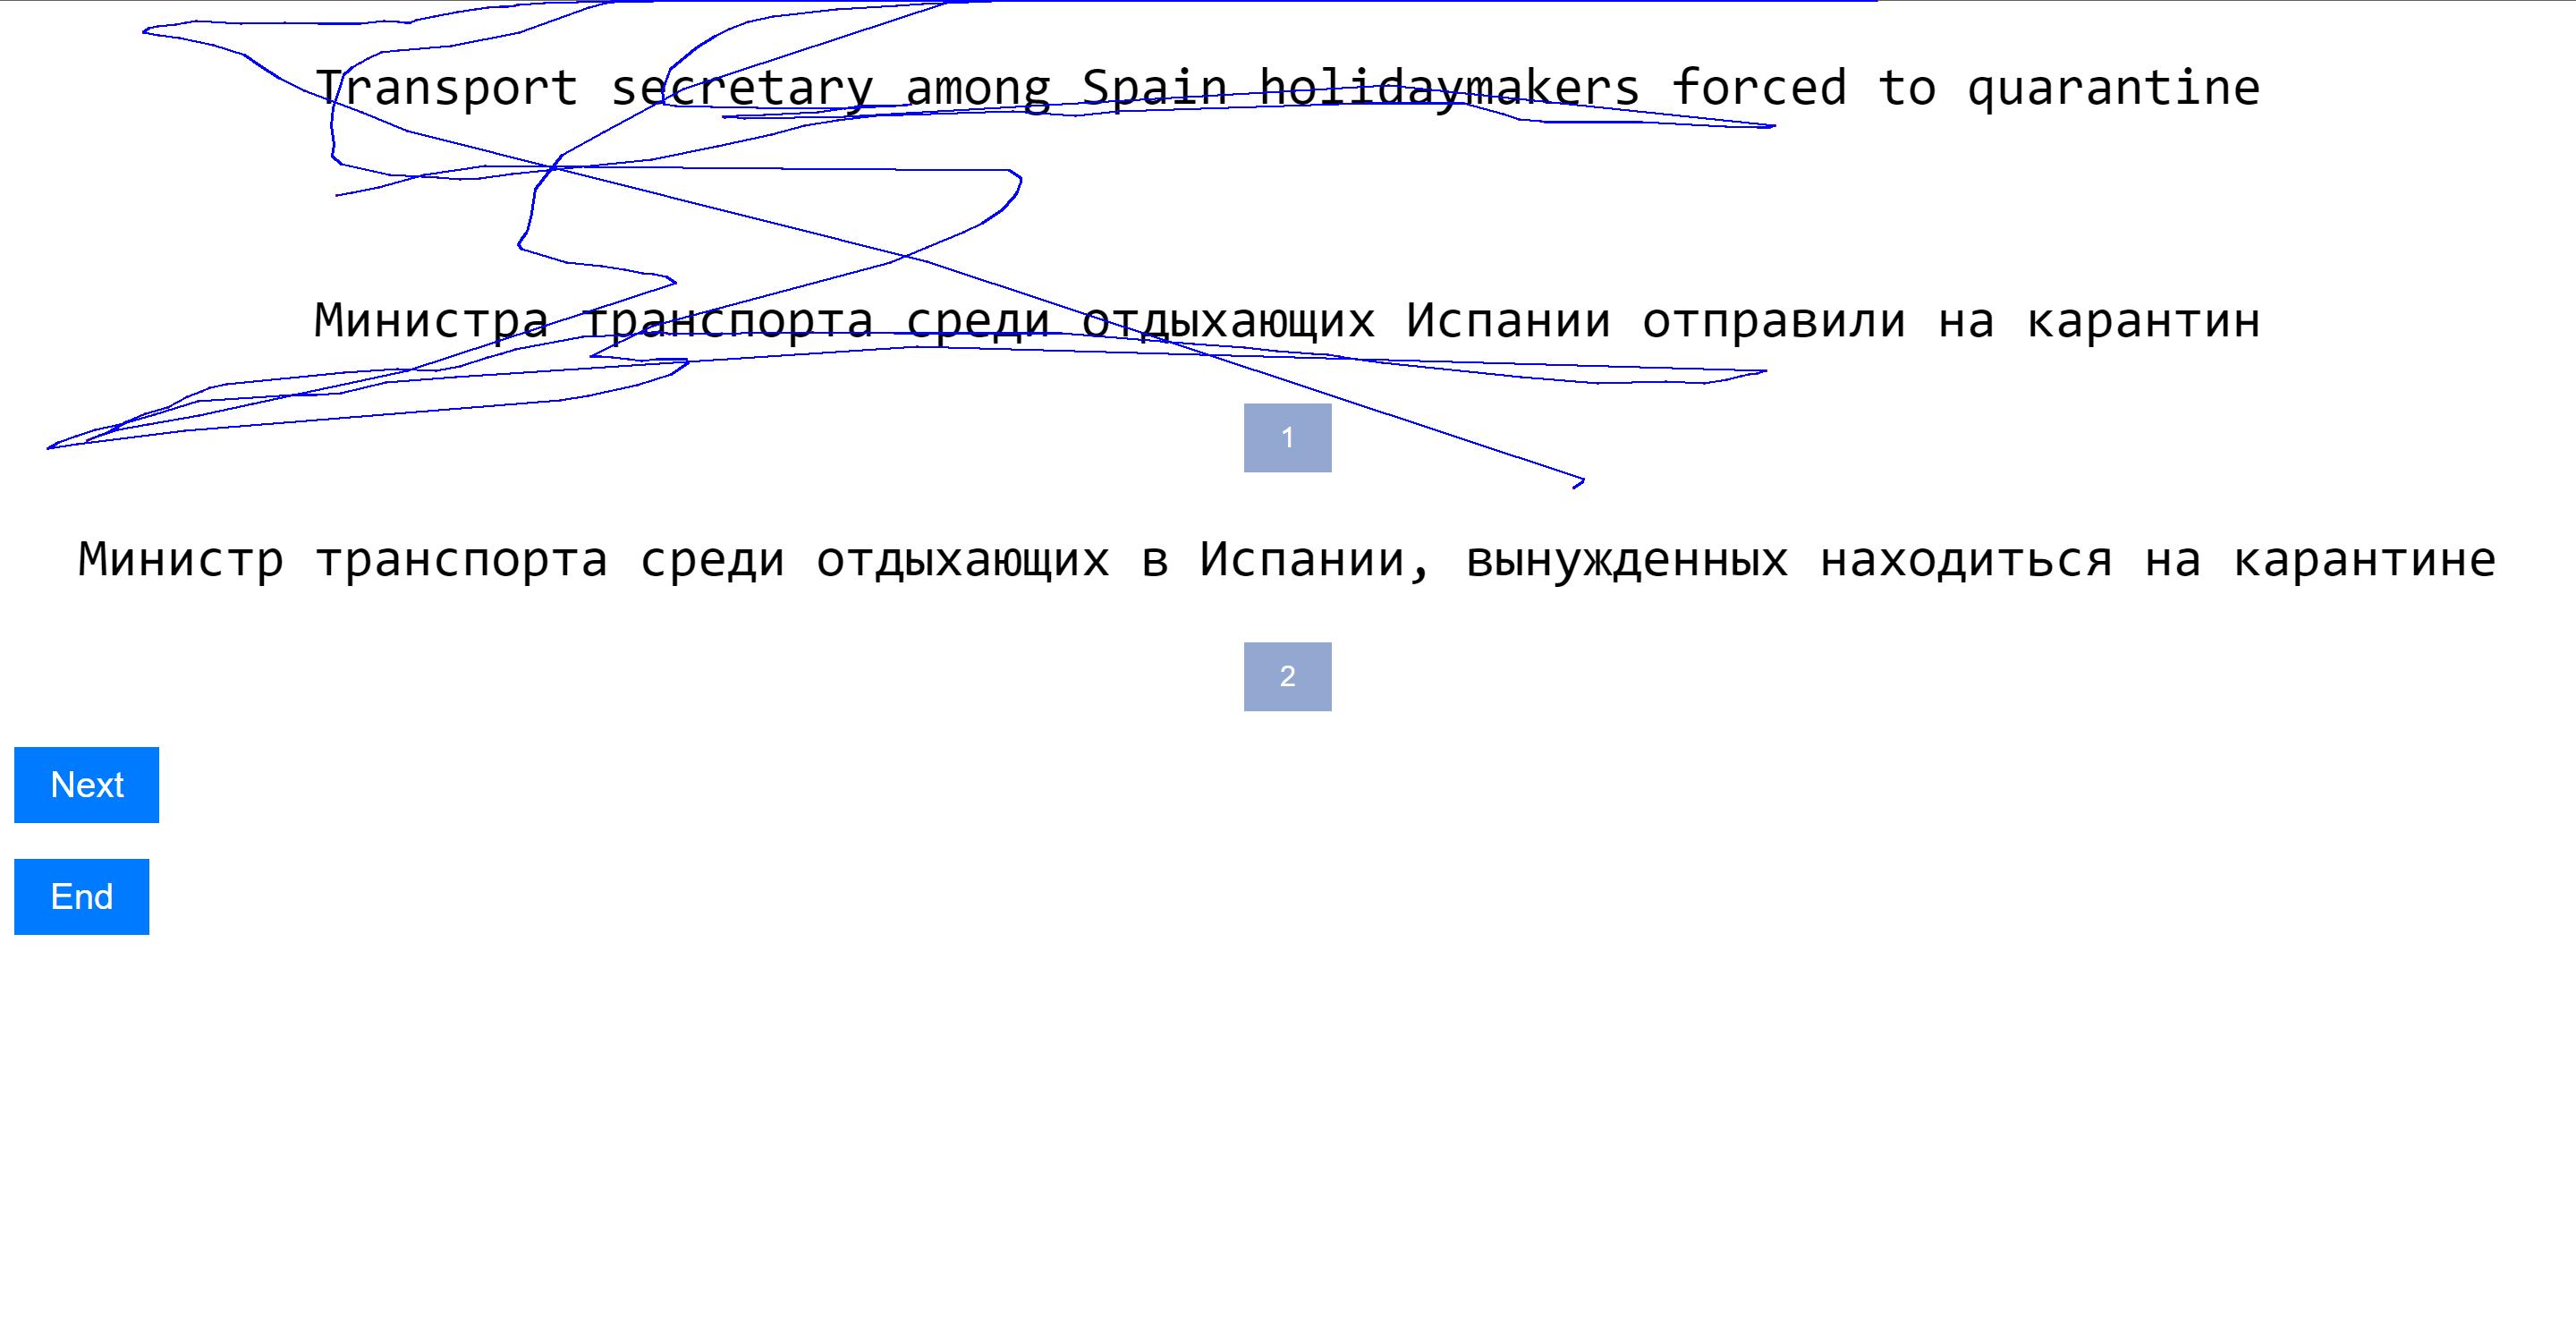 Transport secretary among Spain holidaymakers forced to quarantine
Министра транспорта среди отдыхающих Испании отправили на карантин
1
Министр транспорта среди отдыхающих в Испании, вынужденных находиться на карантине
2
Next
End